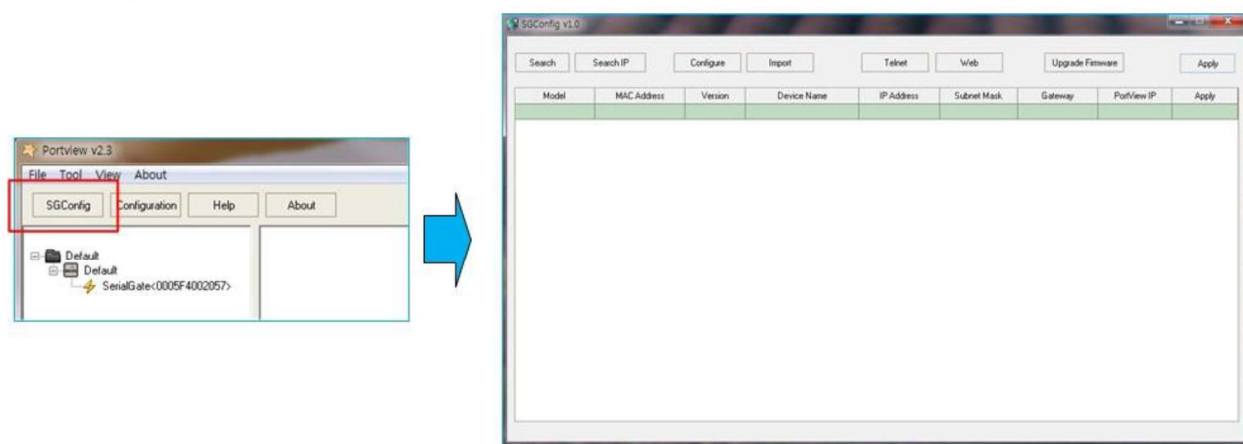 Portview v2.3
File Tool View About
SGConfig Configuration Help About
Default
Default
SerialGate<0005F4002057>
SGConfig v1.0
Search Search IP Configure Import Telnet Web Upgrade Firmware Apply
Model MAC Address Version Device Name IP Address Subnet Mask Gateway PortView IP Apply